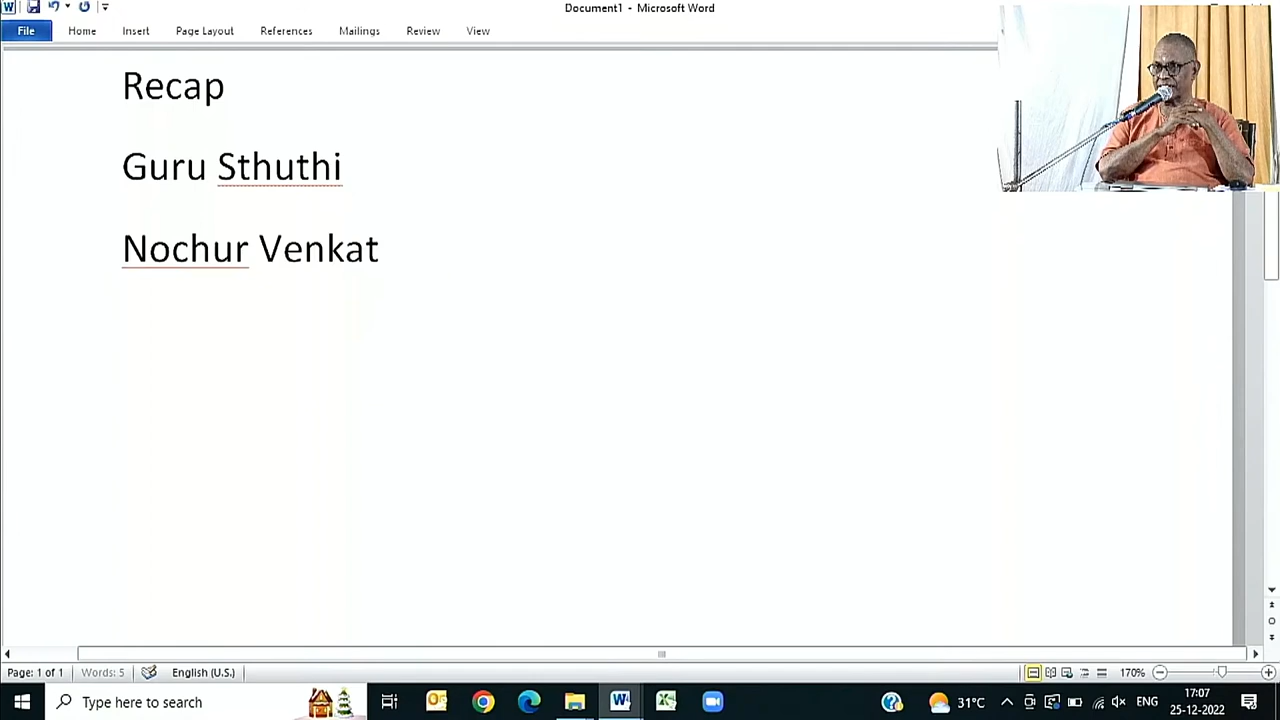 Document1 - Microsoft Word
File Home Insert Page Layout References Mailings Review View
Recap
Guru Sthuthi
Nochur Venkat
Page: 1 of 1 Words: 5 English (U.S.) 170%
Type here to search 31°C ENG 17:07
25-12-2022